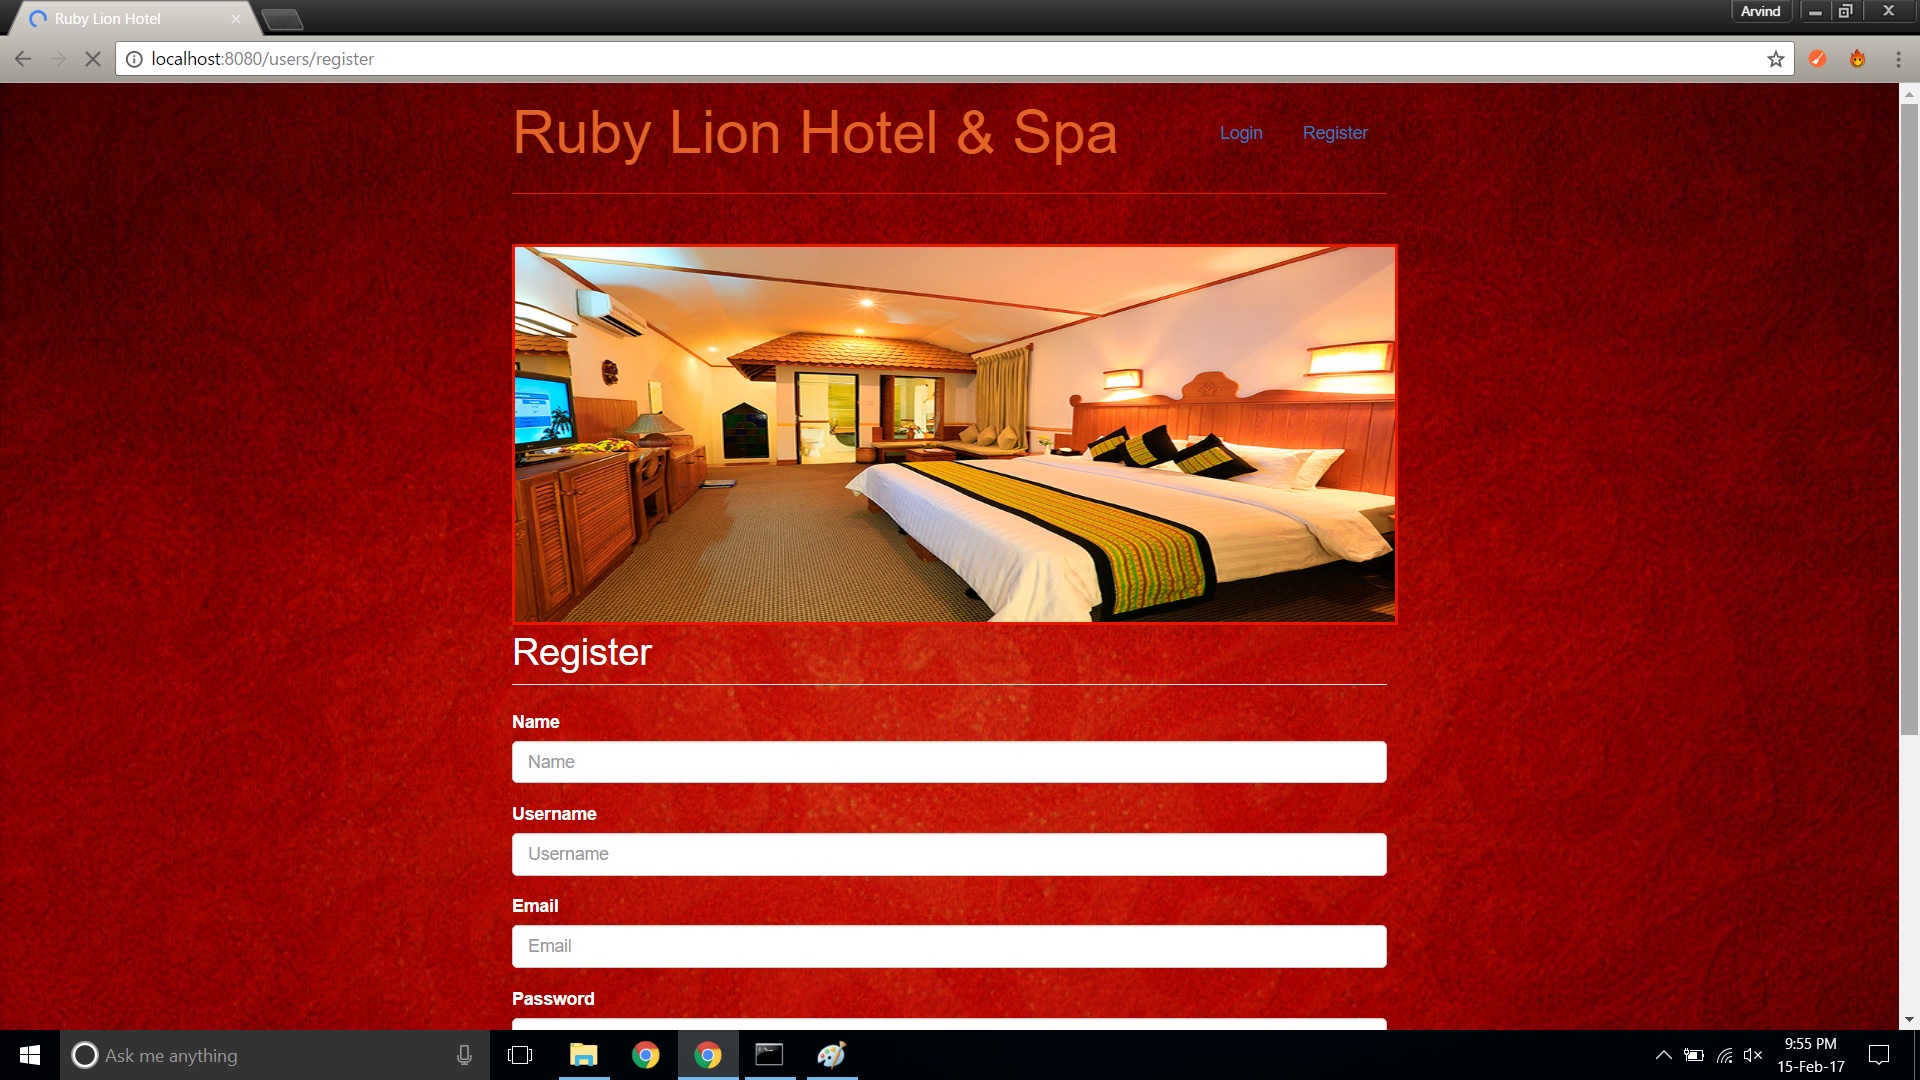 Ruby Lion Hotel
Arvind
localhost:8080/users/register
Ruby Lion Hotel & Spa
Login
Register
Register
Name
Name
Username
Username
Email
Email
Password
Ask me anything
9:55 PM
15-Feb-17